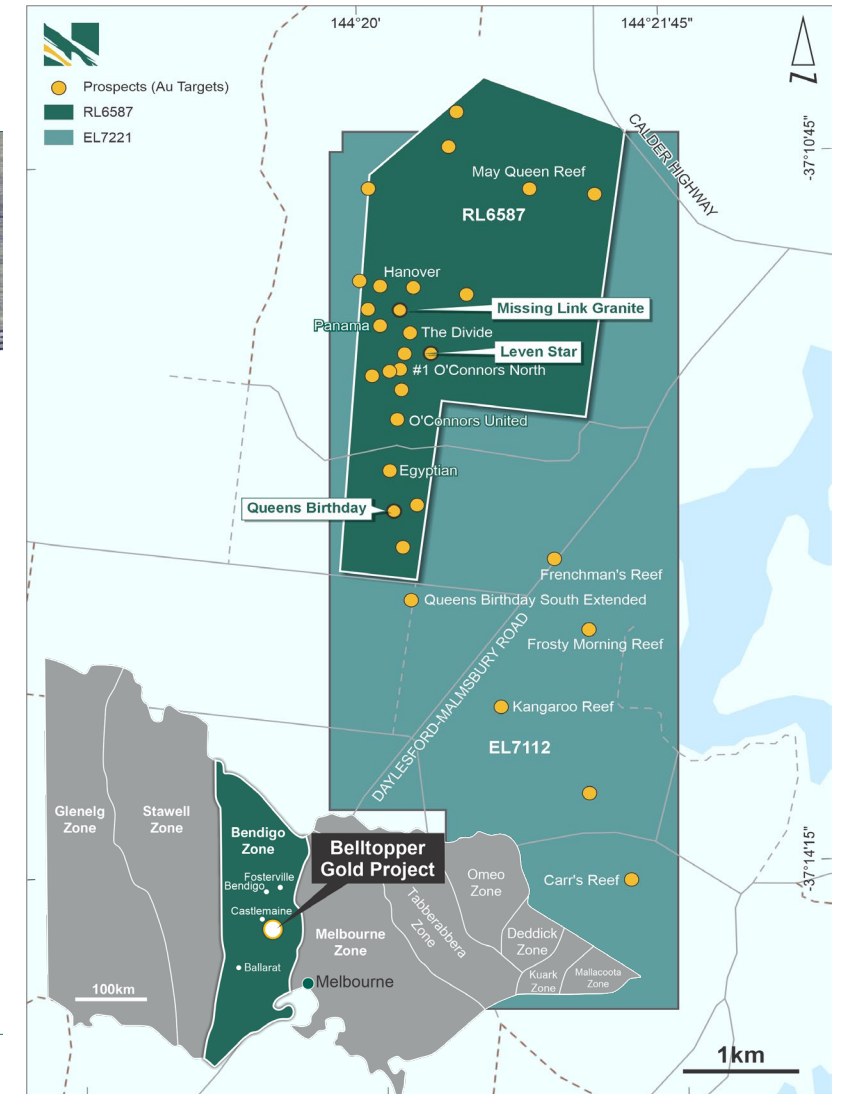 144°20'
144°21'45"
Prospects (Au Targets)
RL6587
EL7221
N
-37°10'45"
CALDER HIGHWAY
May Queen Reef
RL6587
Hanover
Missing Link Granite
Panama
The Divide
Leven Star
#1 O'Connors North
O'Connors United
Egyptian
Queens Birthday
Frenchman's Reef
Queens Birthday South Extended
Frosty Morning Reef
DAYLESFORD-MALMSBURY ROAD
Kangaroo Reef
EL7112
-37°14'15"
Carr's Reef
Glenelg
Zone
Stawell
Zone
Bendigo
Zone
Belltopper
Gold Project
Fosterville
Bendigo
Castlemaine
Ballarat
Melbourne
Zone
Melbourne
Tabberabbera
Zone
Omeo
Zone
Deddick
Zone
Kuark
Zone
Mallacoota
Zone
100km
1km